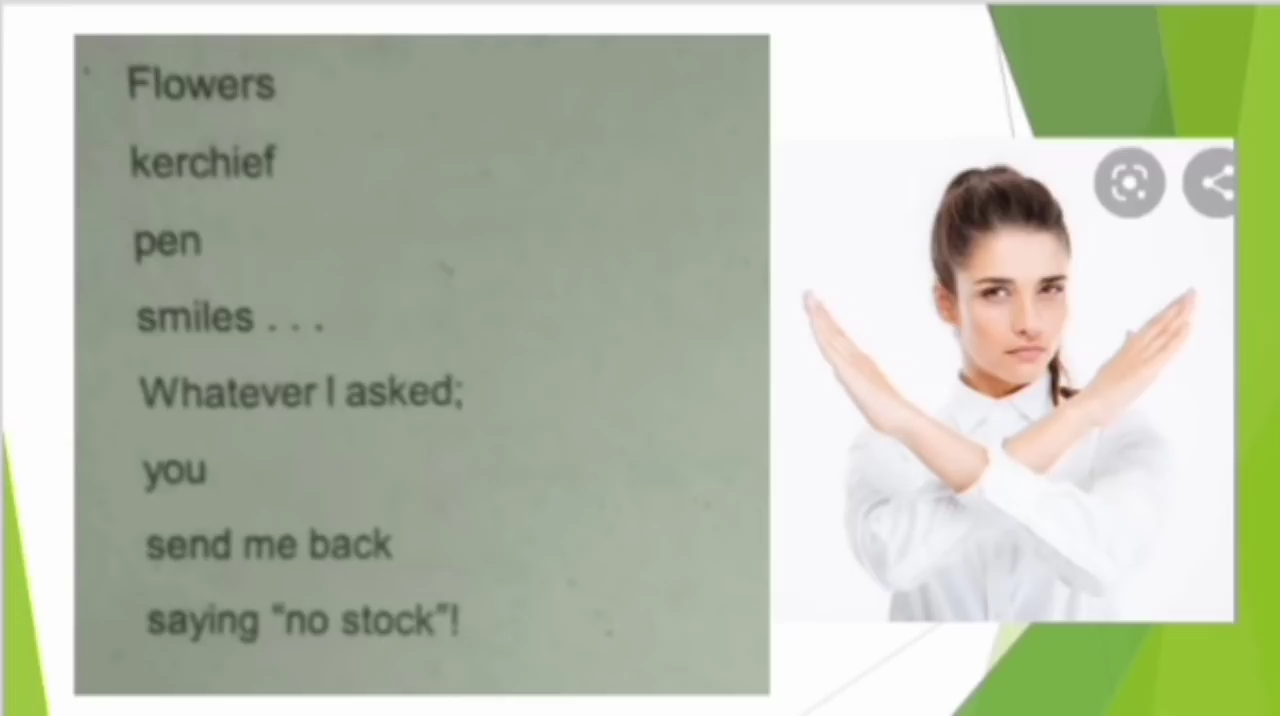 Flowers
kerchief
pen
smiles . . .
Whatever I asked;
you
send me back
saying "no stock"!